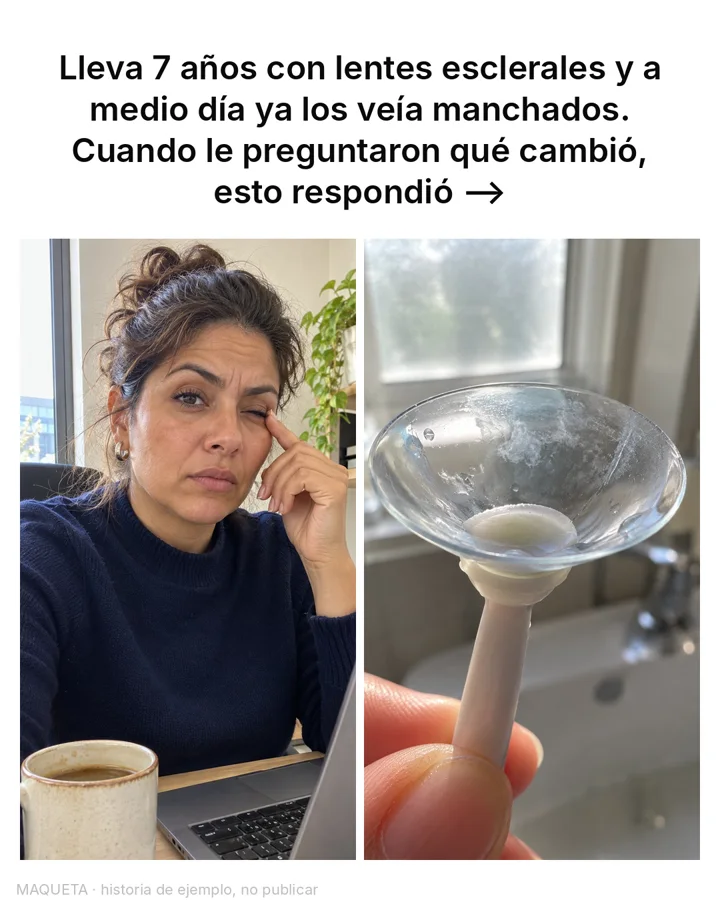 Lleva 7 años con lentes esclerales y a
medio día ya los veía manchados.
Cuando le preguntaron qué cambió,
esto respondió →
MAQUETA · historia de ejemplo, no publicar